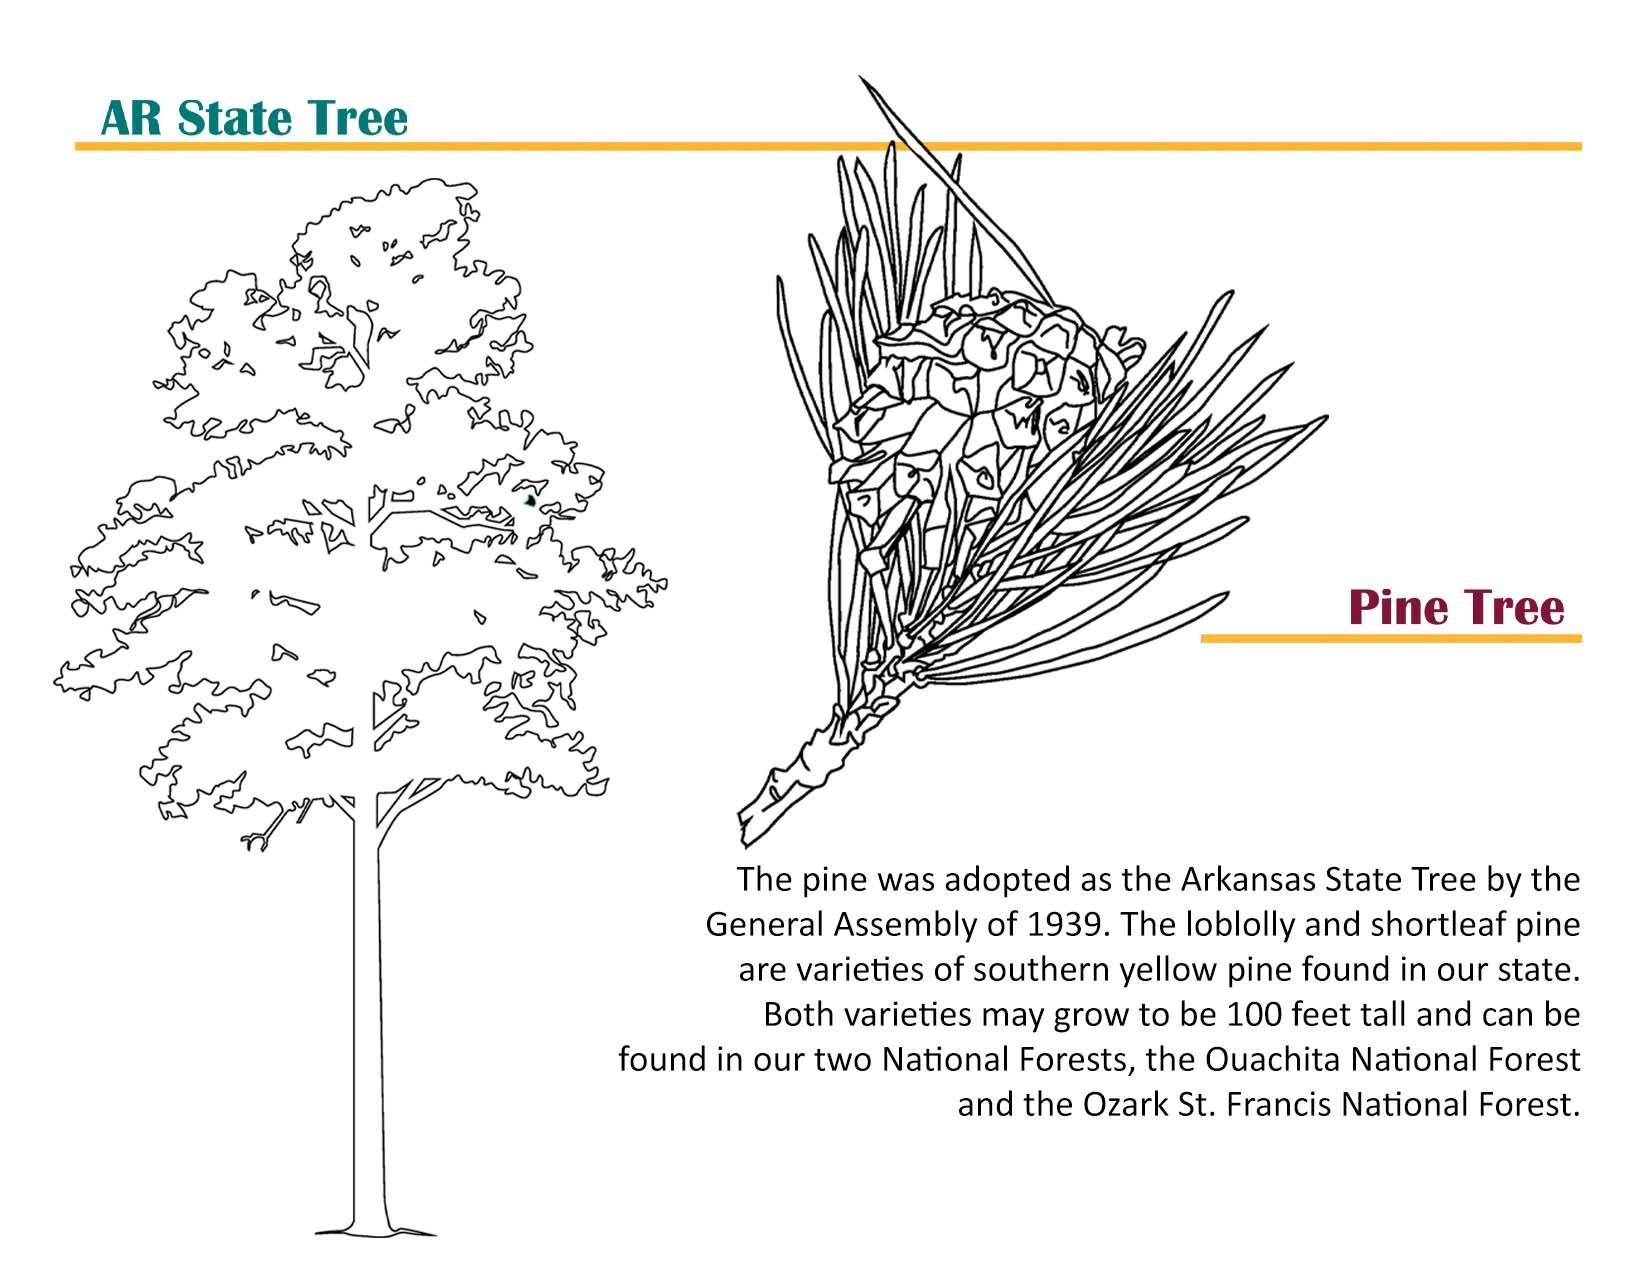 AR State Tree
Pine Tree
The pine was adopted as the Arkansas State Tree by the
General Assembly of 1939. The loblolly and shortleaf pine
are varieties of southern yellow pine found in our state.
Both varieties may grow to be 100 feet tall and can be
found in our two National Forests, the Ouachita National Forest
and the Ozark St. Francis National Forest.